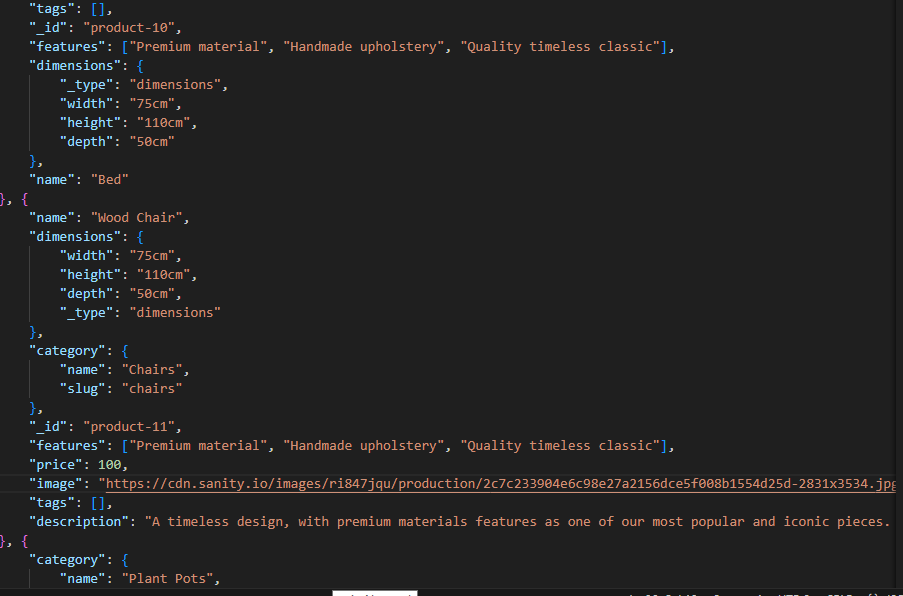 "tags": [],
"_id": "product-10",
"features": ["Premium material", "Handmade upholstery", "Quality timeless classic"],
"dimensions": {
"_type": "dimensions",
"width": "75cm",
"height": "110cm",
"depth": "50cm"
},
"name": "Bed"
}, {
"name": "Wood Chair",
"dimensions": {
"width": "75cm",
"height": "110cm",
"depth": "50cm",
"_type": "dimensions"
},
"category": {
"name": "Chairs",
"slug": "chairs"
},
"_id": "product-11",
"features": ["Premium material", "Handmade upholstery", "Quality timeless classic"],
"price": 100,
"image": "https://cdn.sanity.io/images/ri847jqu/production/2c7c233904e6c98e27a2156dce5f008b1554d25d-2831x3534.jpg
"tags": [],
"description": "A timeless design, with premium materials features as one of our most popular and iconic pieces.
}, {
"category": {
"name": "Plant Pots",